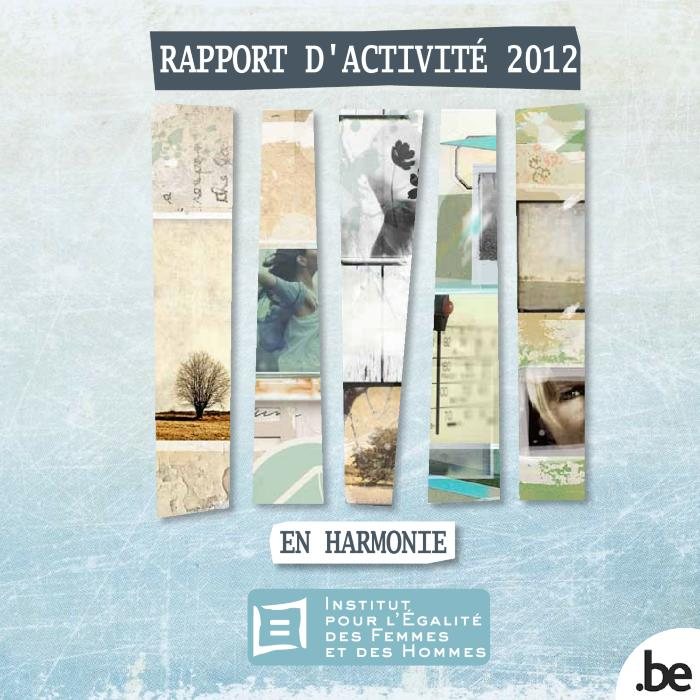 RAPPORT D'ACTIVITÉ 2012
EN HARMONIE
INSTITUT
POUR L'ÉGALITÉ
DES FEMMES
ET DES HOMMES
.be